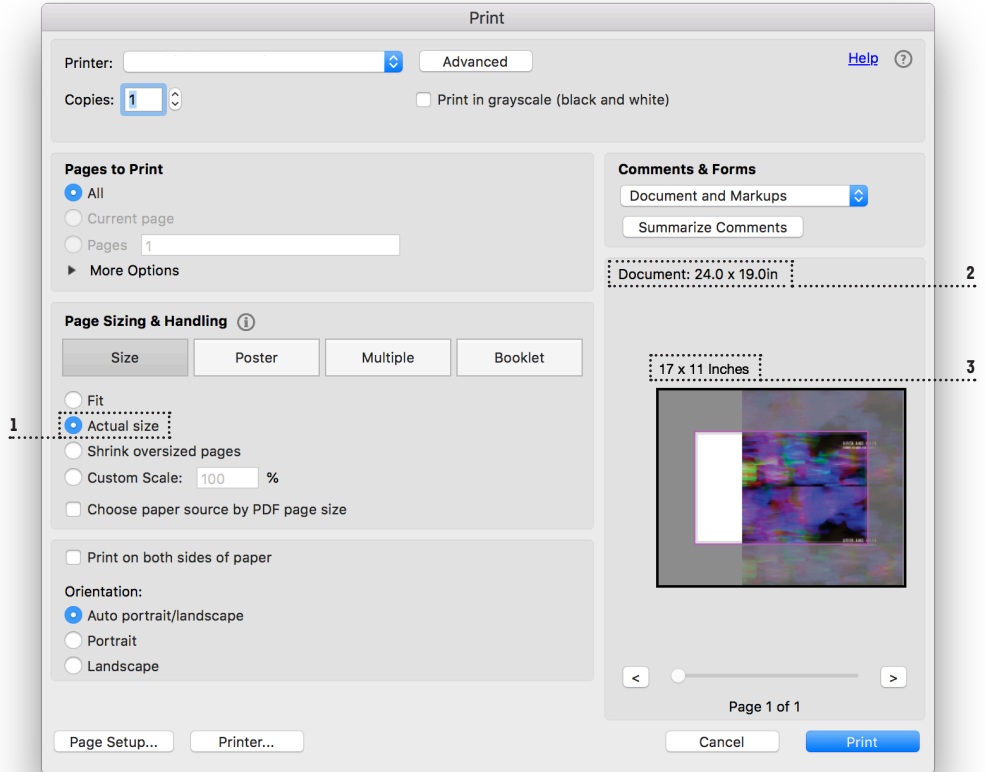 Print
Printer:
Advanced
Help
?
Copies: 1
Print in grayscale (black and white)
Pages to Print
All
Current page
Pages 1
More Options
Comments & Forms
Document and Markups
Summarize Comments
Document: 24.0 x 19.0in
2
Page Sizing & Handling i
Size
Poster
Multiple
Booklet
17 x 11 Inches
3
Fit
1
Actual size
Shrink oversized pages
Custom Scale: 100 %
Choose paper source by PDF page size
Print on both sides of paper
Orientation:
Auto portrait/landscape
Portrait
Landscape
<
>
Page 1 of 1
Page Setup...
Printer...
Cancel
Print